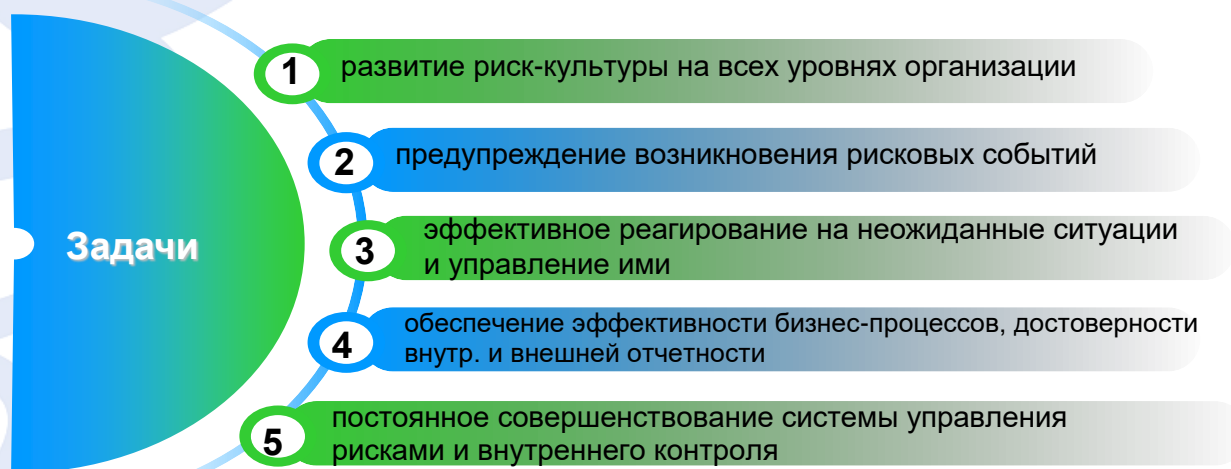 Задачи
1
развитие риск-культуры на всех уровнях организации
2
предупреждение возникновения рисковых событий
3
эффективное реагирование на неожиданные ситуации
и управление ими
4
обеспечение эффективности бизнес-процессов, достоверности
внутр. и внешней отчетности
5
постоянное совершенствование системы управления
рисками и внутреннего контроля